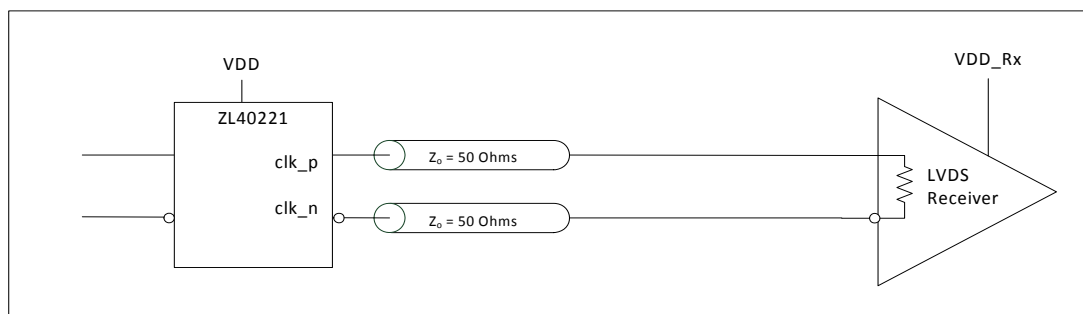 VDD
ZL40221
clk_p
clk_n
Zₒ = 50 Ohms
Zₒ = 50 Ohms
VDD_Rx
LVDS
Receiver